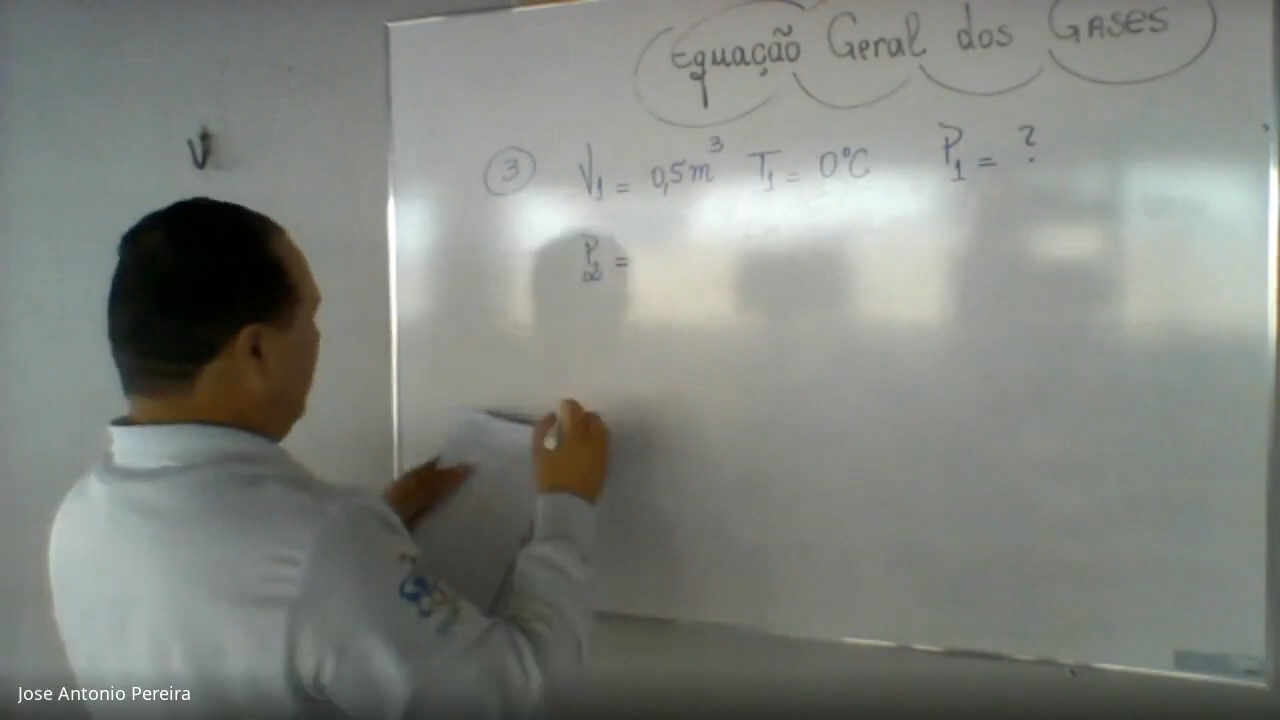 Equação Geral dos GASES
3 V1 = 0,5m³ T1 = 0°C P1 = ?
P2 =
Jose Antonio Pereira